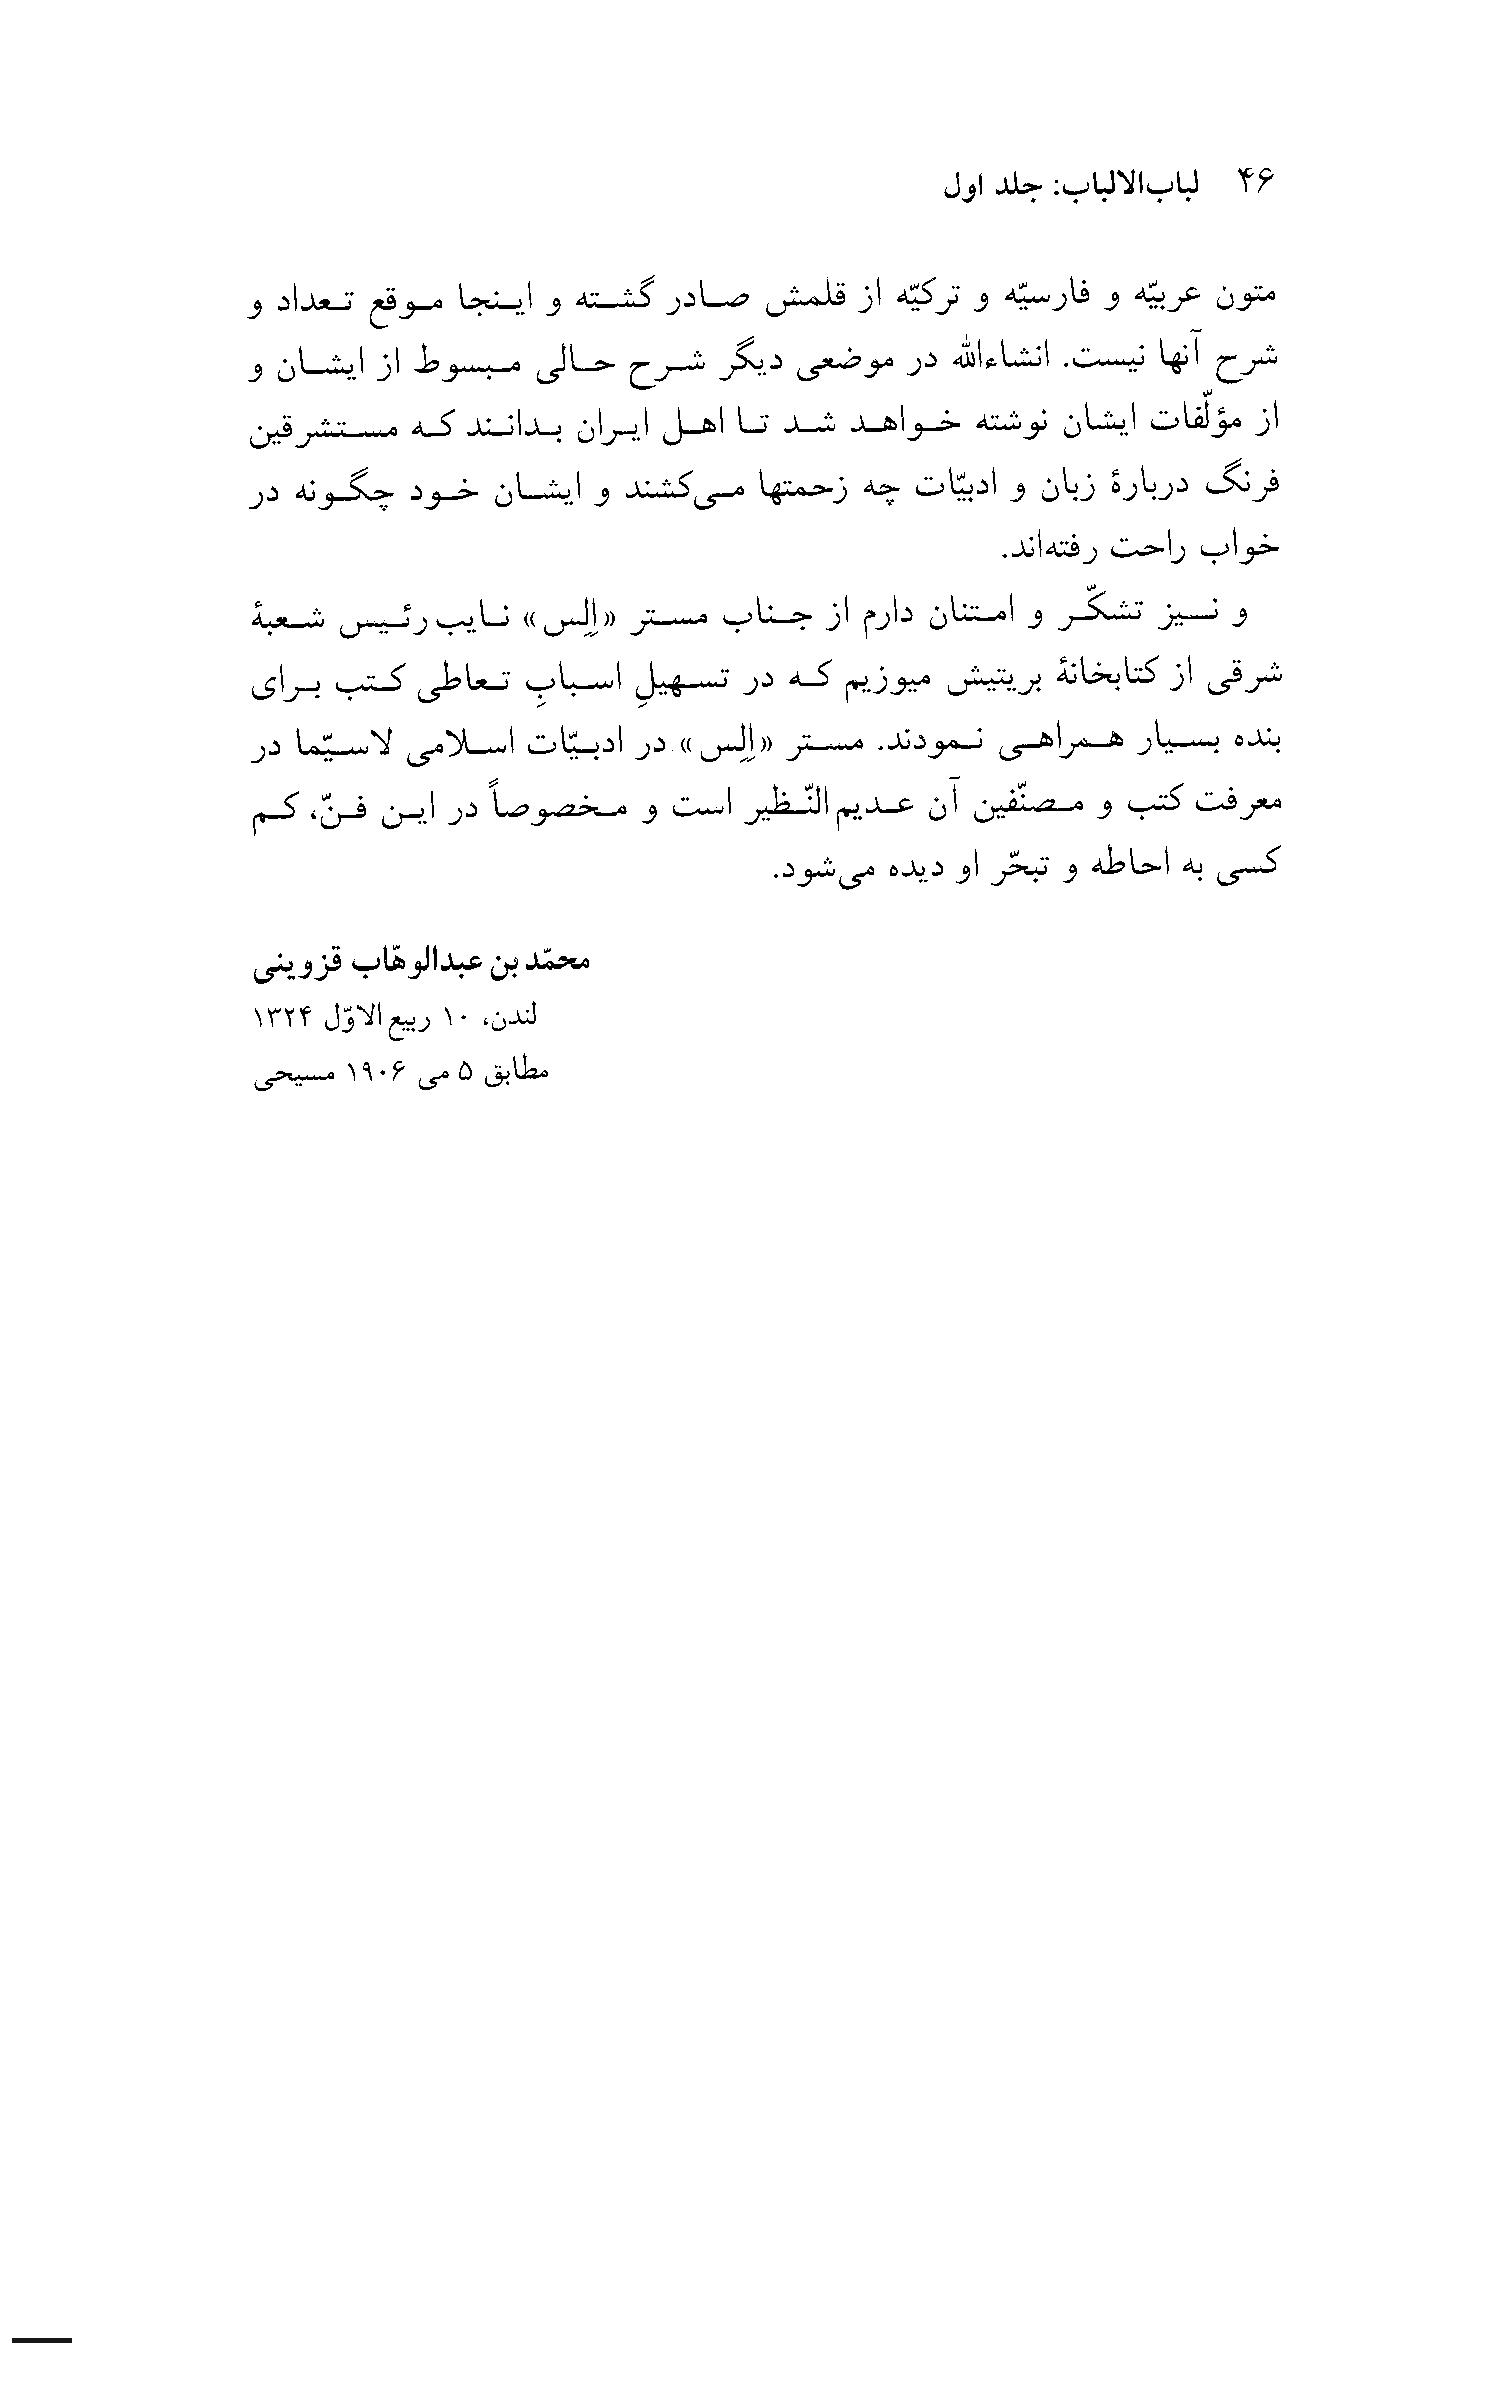 ۴۶ لباب‌الالباب: جلد اول
متون عربیّه و فارسیّه و ترکیّه از قلمش صادر گشته و اینجا موقع تعداد و
شرح آنها نیست. انشاءالله در موضعی دیگر شرح حالی مبسوط از ایشان و
از مؤلّفات ایشان نوشته خواهد شد تا اهل ایران بدانند که مستشرقین
فرنگ دربارۀ زبان و ادبیّات چه زحمتها می‌کشند و ایشان خود چگونه در
خواب راحت رفته‌اند.
و نیز تشکّر و امتنان دارم از جناب مستر «اِلِس» نایب‌رئیس شعبۀ
شرقی از کتابخانۀ بریتیش میوزیم که در تسهیلِ اسبابِ تعاطی کتب برای
بنده بسیار همراهی نمودند. مستر «اِلِس» در ادبیّات اسلامی لاسیّما در
معرفت کتب و مصنّفین آن عدیم‌النّظیر است و مخصوصاً در این فنّ، کم
کسی به احاطه و تبحّر او دیده می‌شود.
محمّد بن عبدالوهّاب قزوینی
لندن، ۱۰ ربیع‌الاوّل ۱۳۲۴
مطابق ۵ می ۱۹۰۶ مسیحی